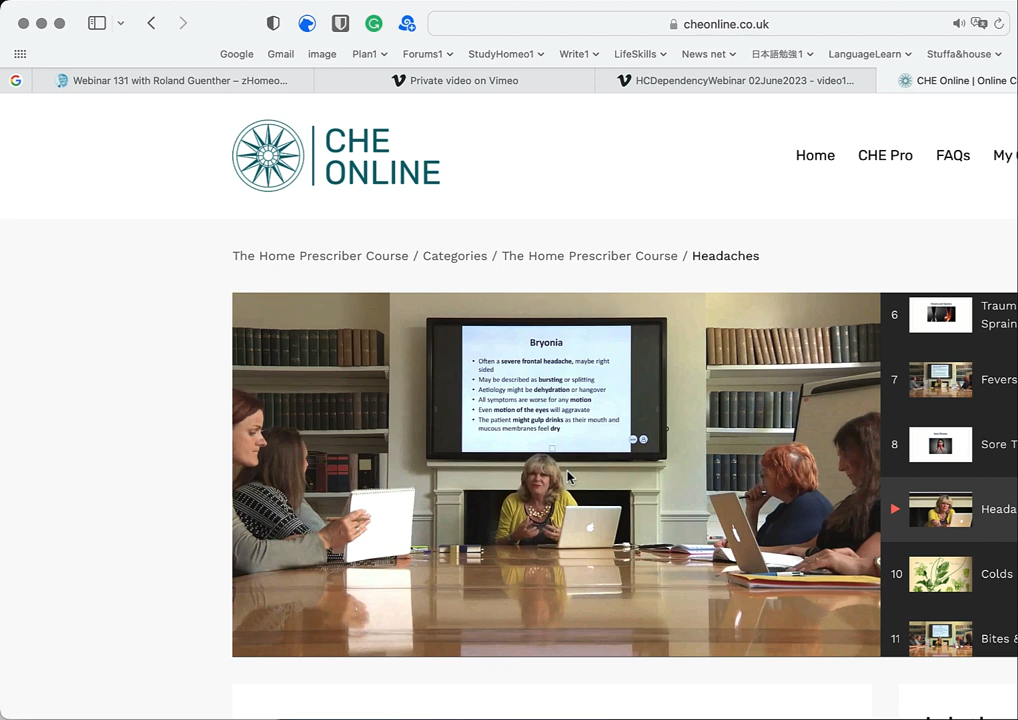 cheonline.co.uk
Google Gmail image Plan1 Forums1 StudyHomeo1 Write1 LifeSkills News net 日本語勉強1 LanguageLearn Stuffa&house
Webinar 131 with Roland Guenther – zHomeo... Private video on Vimeo HCDependencyWebinar 02June2023 - video1... CHE Online | Online C
CHE
ONLINE
Home CHE Pro FAQs My
The Home Prescriber Course / Categories / The Home Prescriber Course / Headaches
Bryonia
• Often a severe frontal headache, maybe right
sided
• May be described as bursting or splitting
• Aetiology might be dehydration or hangover
• All symptoms are worse for any motion
• Even motion of the eyes will aggravate
• The patient might gulp drinks as their mouth and
mucous membranes feel dry
6 Traum
Sprain
7 Fevers
8 Sore T
Heada
10 Colds
11 Bites &